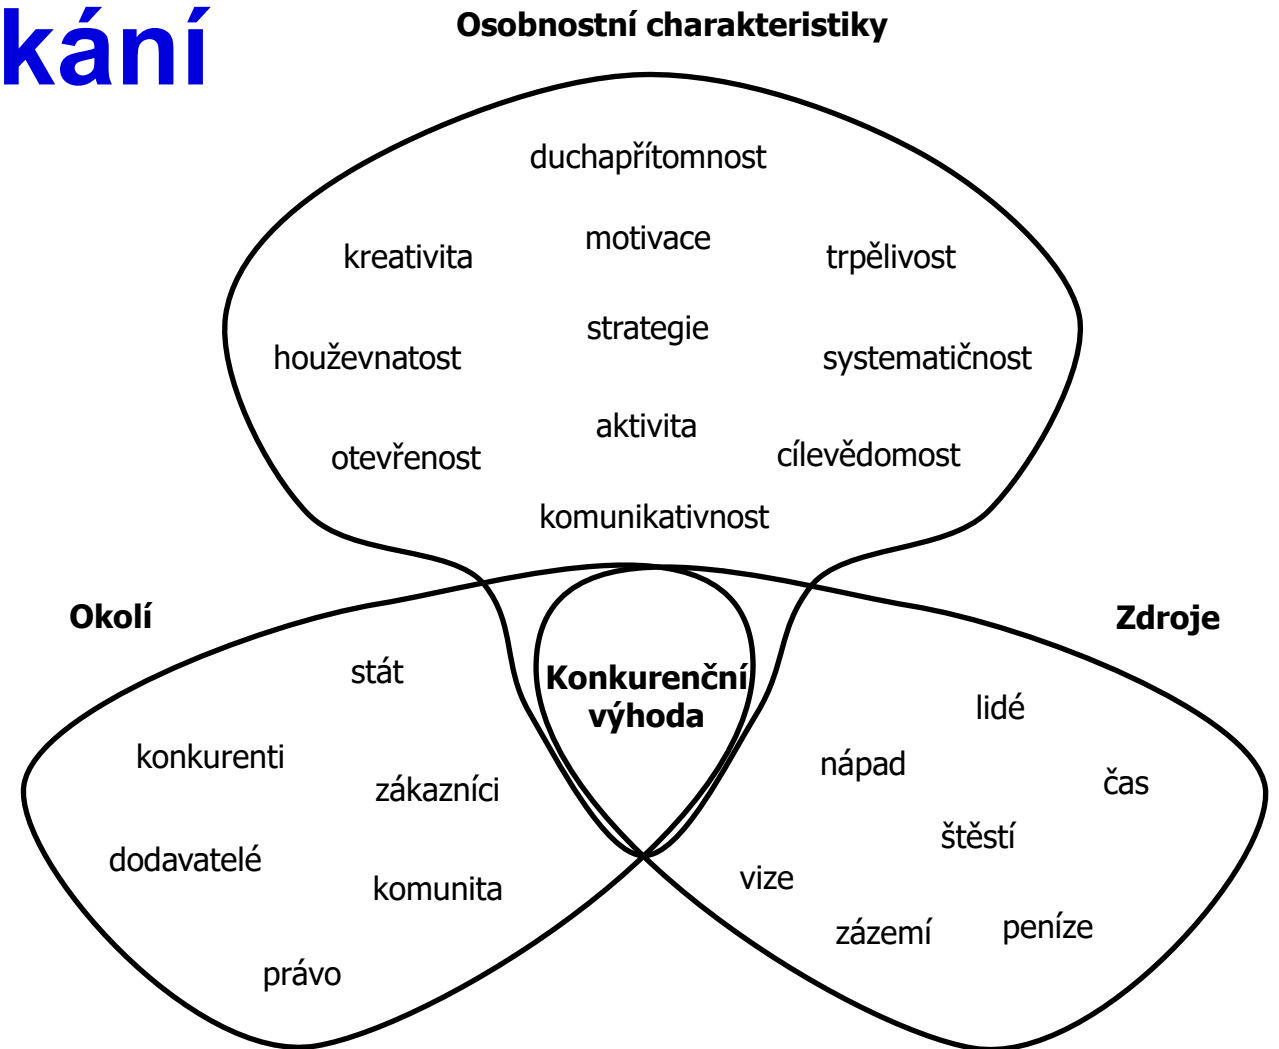 kání
Osobnostní charakteristiky
duchapřítomnost
motivace
kreativita
trpělivost
strategie
houževnatost
systematičnost
aktivita
otevřenost
cílevědomost
komunikativnost
Okolí
Zdroje
stát
Konkurenční
výhoda
lidé
konkurenti
nápad
zákazníci
čas
štěstí
dodavatelé
vize
komunita
zázemí
peníze
právo